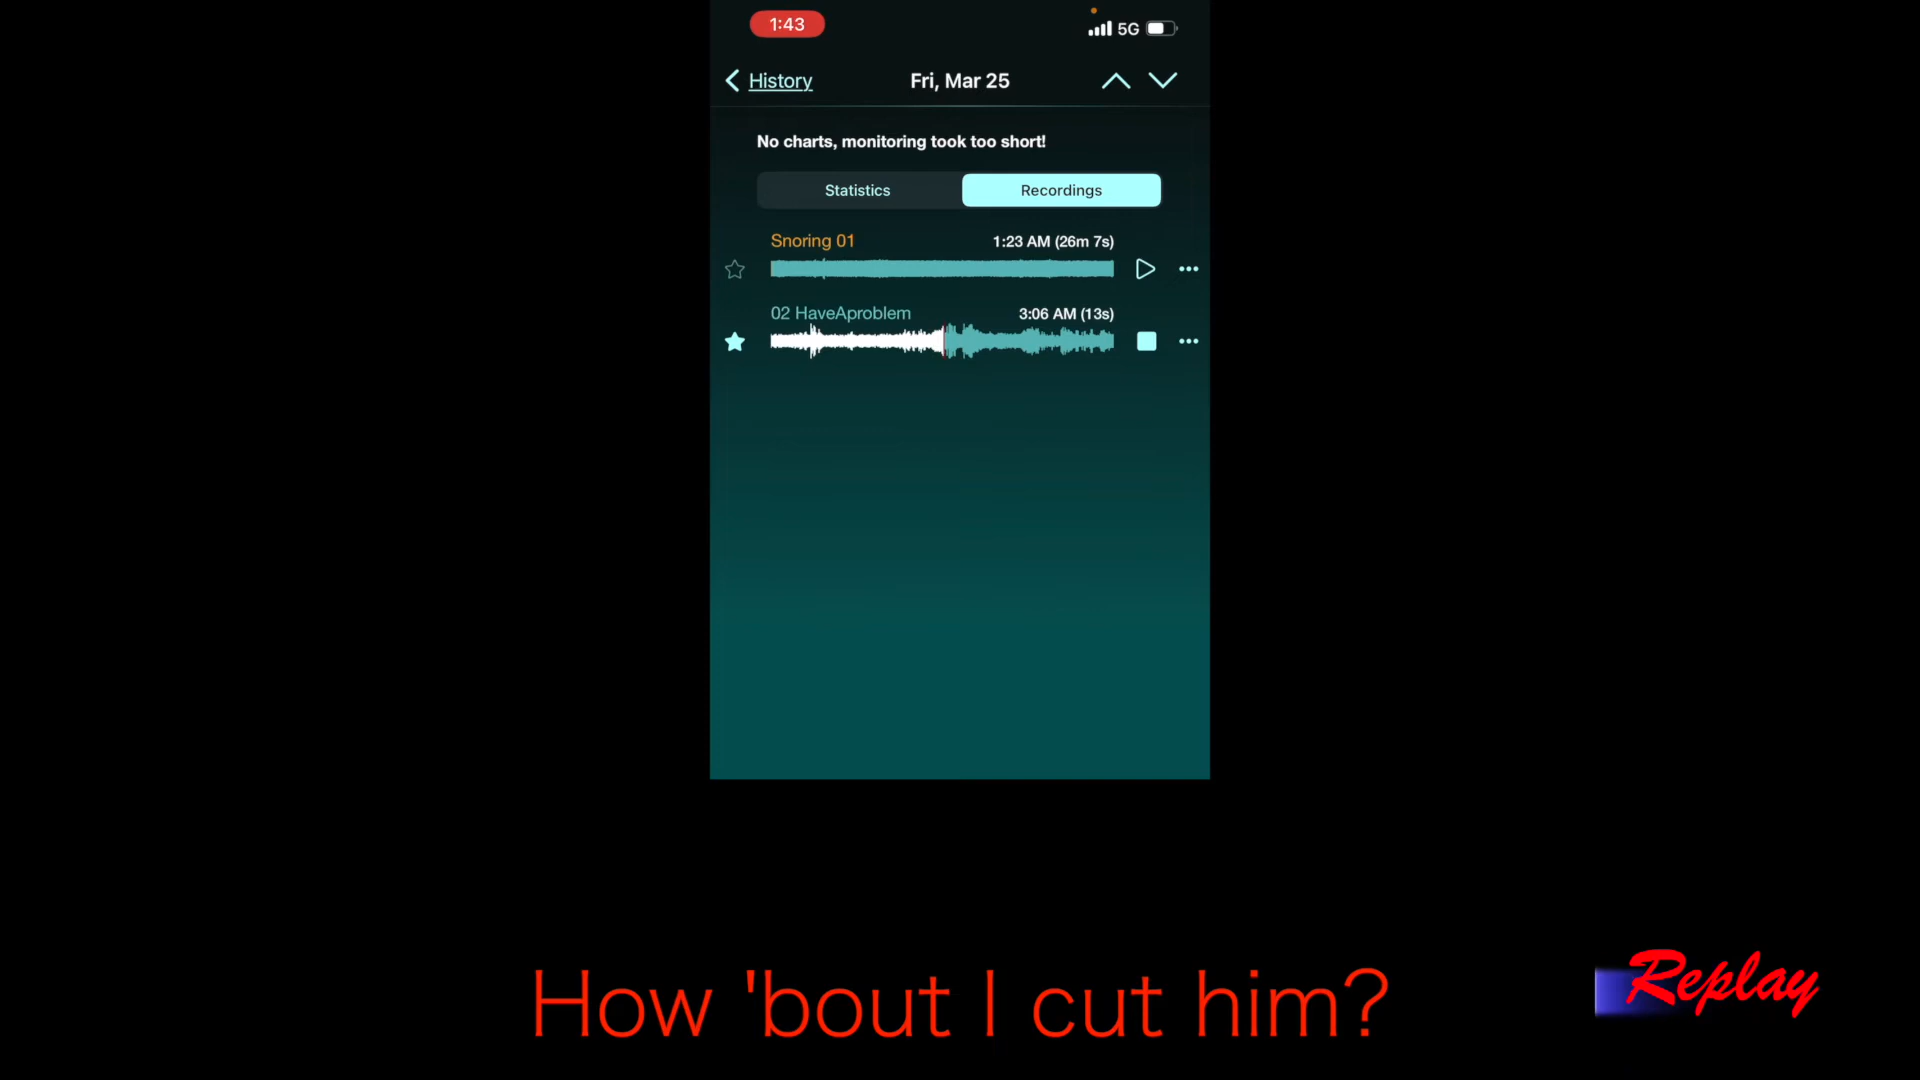 1:43
5G
History
Fri, Mar 25
No charts, monitoring took too short!
Statistics
Recordings
Snoring 01
1:23 AM (26m 7s)
02 HaveAproblem
3:06 AM (13s)
How 'bout I cut him?
Replay